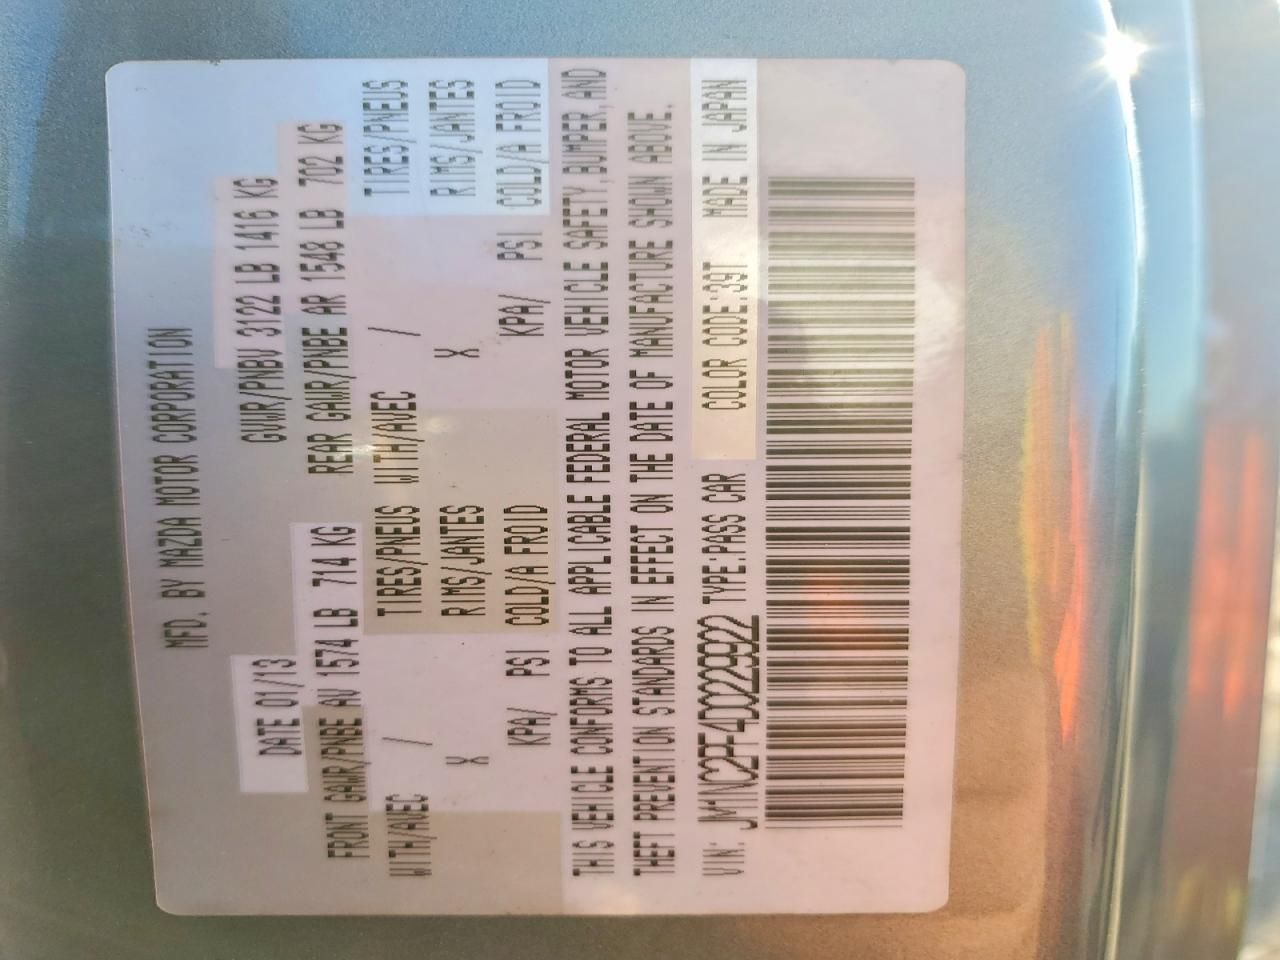 MFD. BY MAZDA MOTOR CORPORATION
DATE 01/13 GVWR/PNBV 3122 LB 1416 KG
FRONT GAWR/PNBE AV 1574 LB 714 KG REAR GAWR/PNBE AR 1548 LB 702 KG
WITH/AVEC / TIRES/PNEUS WITH/AVEC / TIRES/PNEUS
X RIMS/JANTES X RIMS/JANTES
KPA/ PSI COLD/A FROID KPA/ PSI COLD/A FROID
THIS VEHICLE CONFORMS TO ALL APPLICABLE FEDERAL MOTOR VEHICLE SAFETY,BUMPER,AND
THEFT PREVENTION STANDARDS IN EFFECT ON THE DATE OF MANUFACTURE SHOWN ABOVE.
VIN: JM1NC2PF4D0229922 TYPE:PASS CAR COLOR CODE:39T MADE IN JAPAN